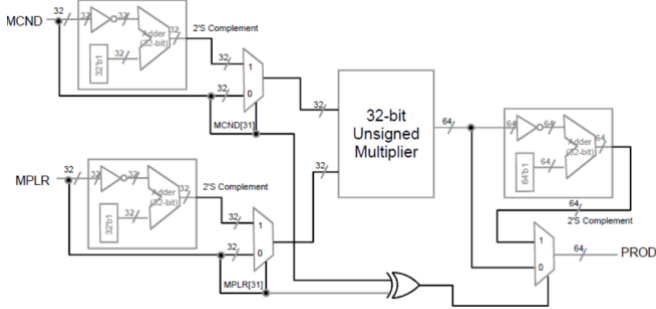 MCND
32
32
32
Adder
(32-bit)
32
32'b1
32
2'S Complement
32
1
32
0
MCND[31]
32
32-bit
Unsigned
Multiplier
64
64
64
Adder
(32-bit)
64
64'b1
64
64
2'S Complement
1
0
64
PROD
MPLR
32
32
32
Adder
(32-bit)
32
32'b1
32
2'S Complement
32
1
32
0
MPLR[31]
32